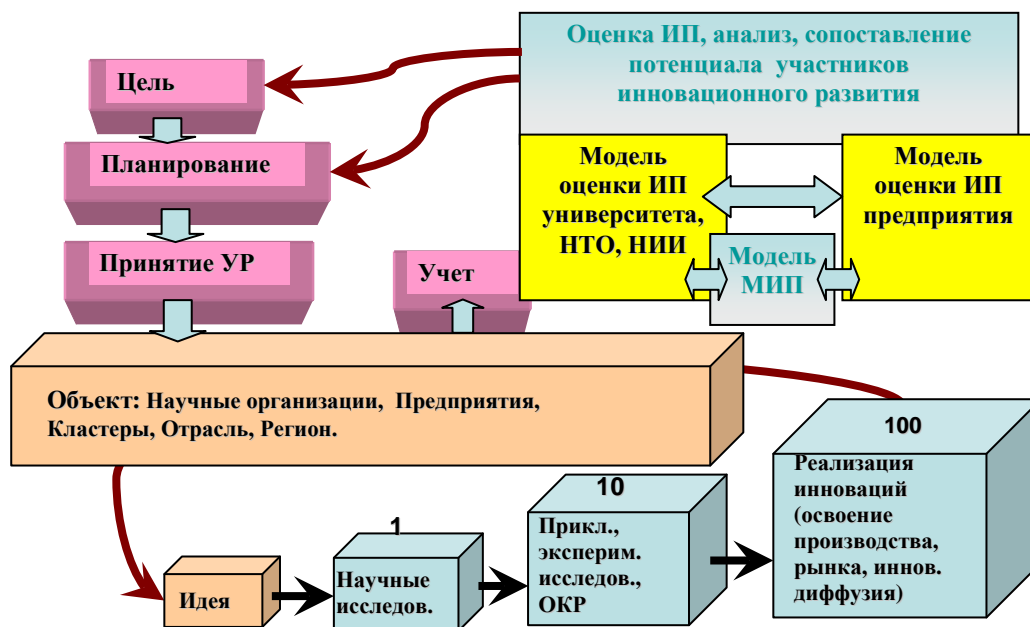 Оценка ИП, анализ, сопоставление
потенциала участников
инновационного развития
Цель
Планирование
Принятие УР
Учет
Модель
оценки ИП
университета,
НТО, НИИ
Модель
оценки ИП
предприятия
Модель
МИП
Объект: Научные организации, Предприятия,
Кластеры, Отрасль, Регион.
Идея
1
Научные
исследов.
10
Прикл.,
эксперим.
исследов.,
ОКР
100
Реализация
инноваций
(освоение
производства,
рынка, иннов.
диффузия)